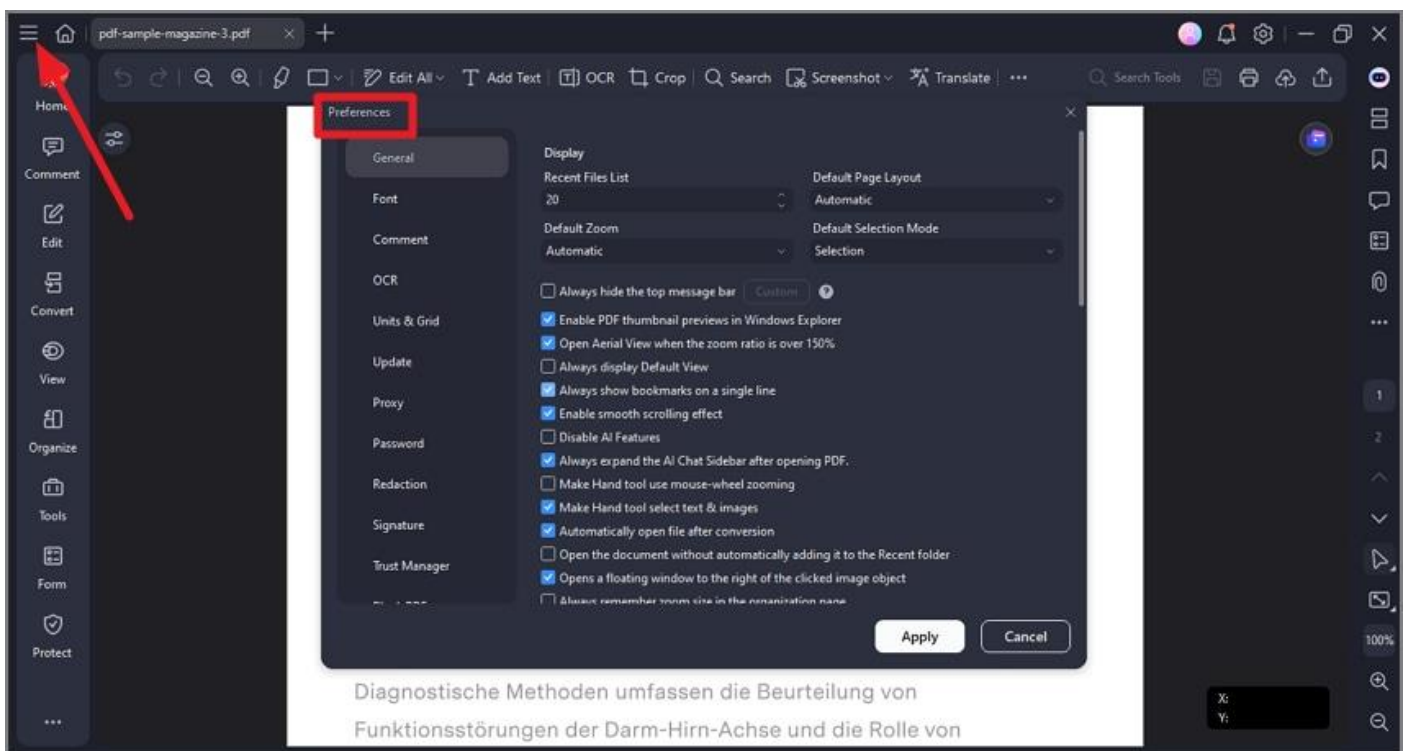 pdf-sample-magazine-3.pdf
Edit All
Add Text
OCR
Crop
Search
Screenshot
Translate
Search Tools
Home
Comment
Edit
Convert
View
Organize
Tools
Form
Protect
Preferences
General
Font
Comment
OCR
Units & Grid
Update
Proxy
Password
Redaction
Signature
Trust Manager
Display
Recent Files List
Default Page Layout
20
Automatic
Default Zoom
Default Selection Mode
Automatic
Selection
Always hide the top message bar Custom
Enable PDF thumbnail previews in Windows Explorer
Open Aerial View when the zoom ratio is over 150%
Always display Default View
Always show bookmarks on a single line
Enable smooth scrolling effect
Disable AI Features
Always expand the AI Chat Sidebar after opening PDF.
Make Hand tool use mouse-wheel zooming
Make Hand tool select text & images
Automatically open file after conversion
Open the document without automatically adding it to the Recent folder
Opens a floating window to the right of the clicked image object
Always remember zoom size in the organization page
Apply
Cancel
Diagnostische Methoden umfassen die Beurteilung von
Funktionsstörungen der Darm-Hirn-Achse und die Rolle von
1
2
100%
X:
Y: